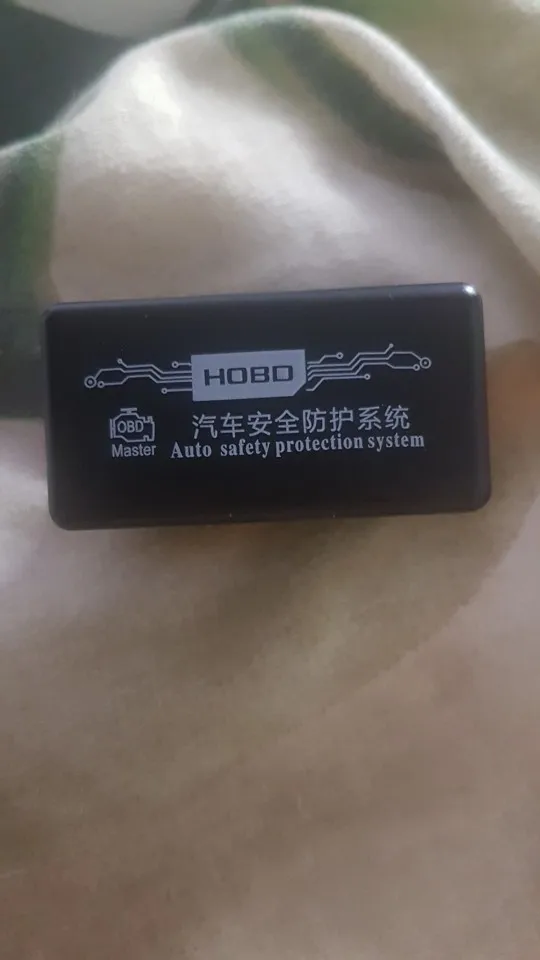 HOBD
OBD
汽车安全防护系统
Master
Auto safety protection system